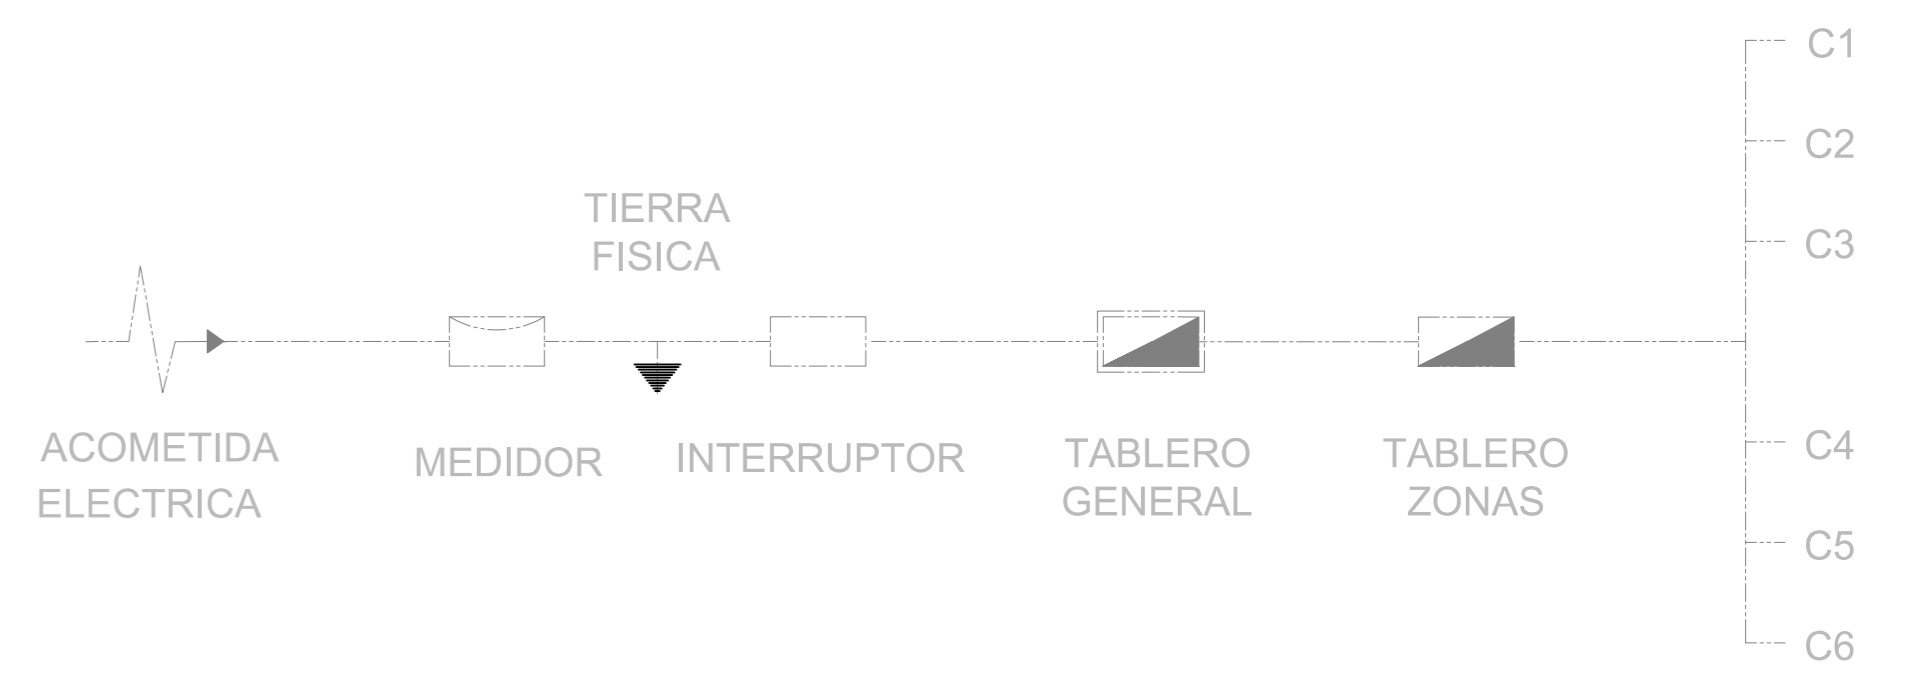 ACOMETIDA
ELECTRICA
MEDIDOR
TIERRA
FISICA
INTERRUPTOR
TABLERO
GENERAL
TABLERO
ZONAS
C1
C2
C3
C4
C5
C6